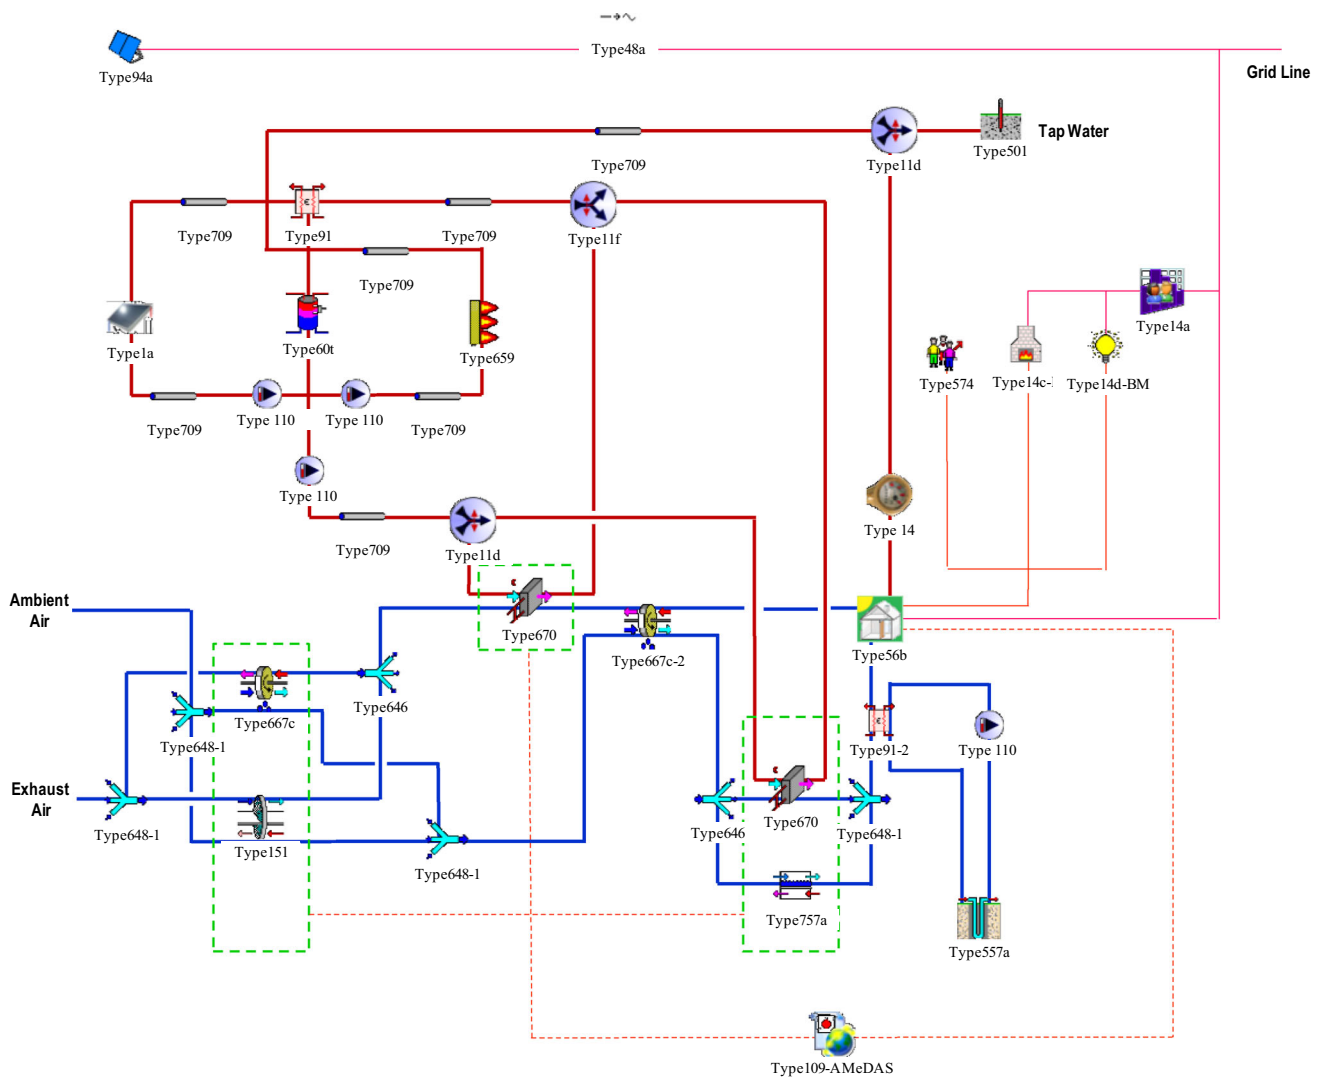 Type48a
Type94a
Grid Line
Type709
Type11d
Type501
Tap Water
Type709
Type91
Type709
Type11f
Type709
Type1a
Type60t
Type659
Type14a
Type574
Type14c-
Type14d-BM
Type709
Type 110
Type 110
Type709
Type 110
Type 14
Type709
Type11d
Ambient
Air
Type670
Type667c-2
Type56b
Type646
Type667c
Type648-1
Type91-2
Type 110
Exhaust
Air
Type648-1
Type151
Type648-1
Type646
Type670
Type648-1
Type757a
Type557a
Type109-AMeDAS